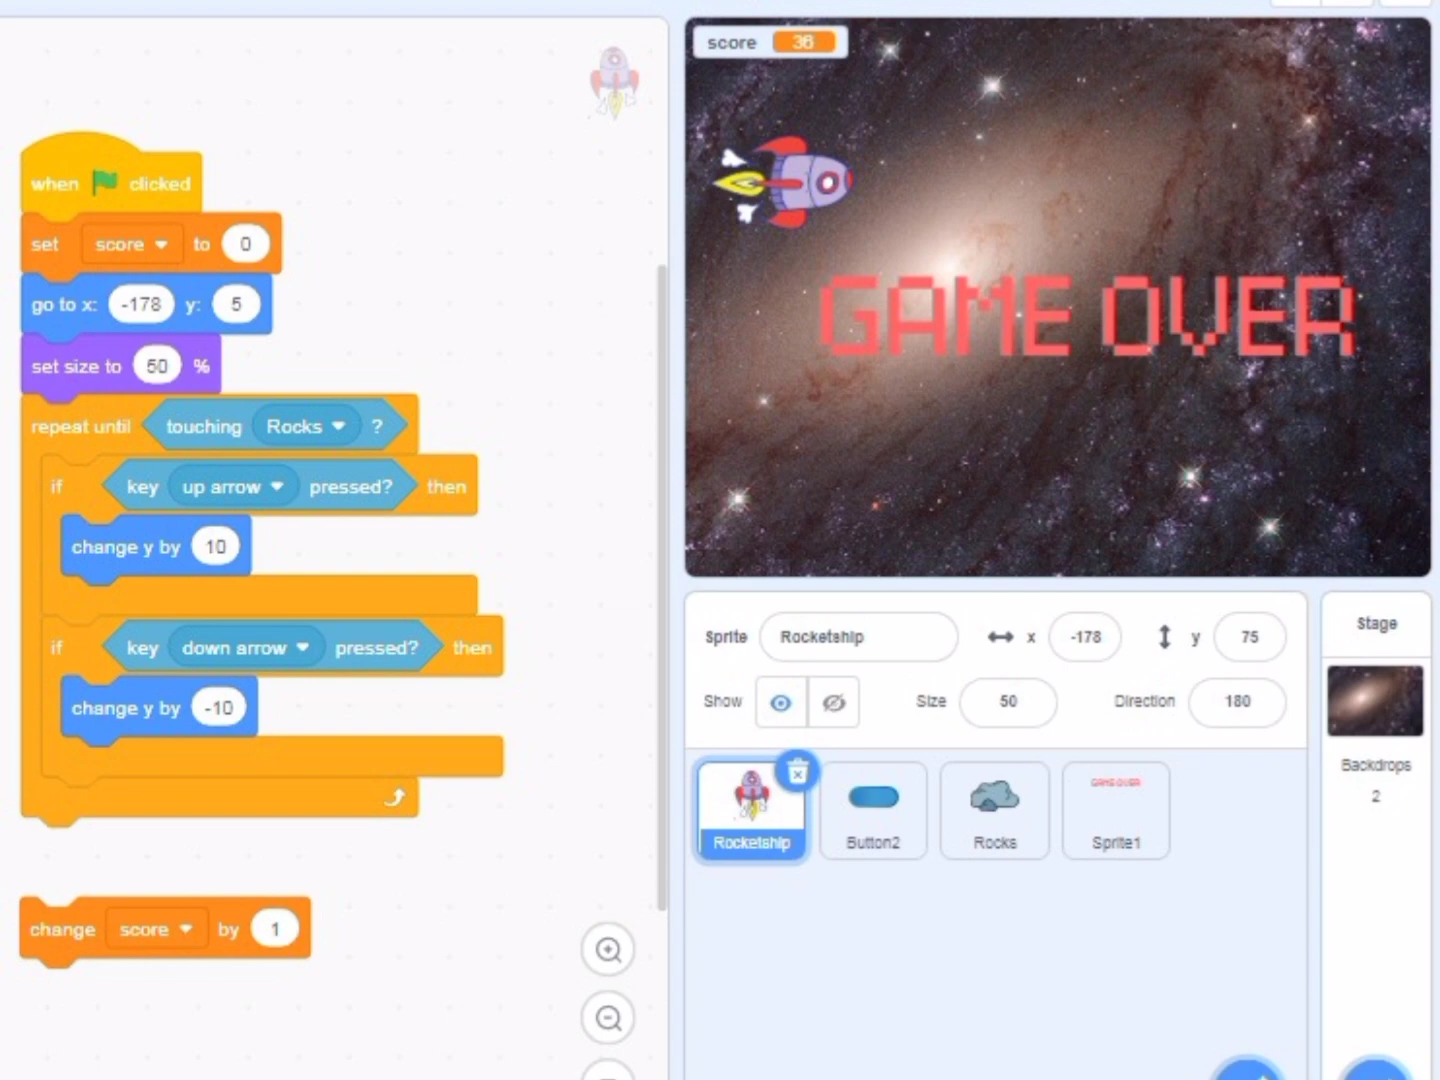 when clicked
set score to 0
go to x: -178 y: 5
set size to 50 %
repeat until touching Rocks ?
if key up arrow pressed? then
change y by 10
if key down arrow pressed? then
change y by -10
change score by 1
score 36
GAME OVER
Sprite Rocketship x -178 y 75
Show Size 50 Direction 180
Rocketship Button2 Rocks GAME OVER Sprite1
Stage
Backdrops
2